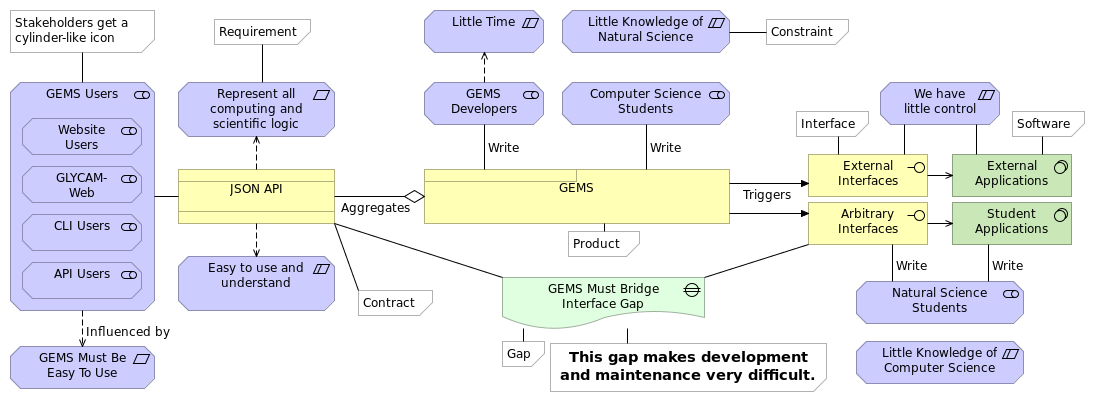 Stakeholders get a
cylinder-like icon
Requirement
Little Time
Little Knowledge of
Natural Science
Constraint
GEMS Users
Website
Users
GLYCAM-
Web
CLI Users
API Users
Represent all
computing and
scientific logic
GEMS
Developers
Computer Science
Students
We have
little control
Interface
Software
Write
Write
External
Interfaces
External
Applications
JSON API
Aggregates
GEMS
Triggers
Arbitrary
Interfaces
Student
Applications
Product
Easy to use and
understand
Contract
GEMS Must Bridge
Interface Gap
Write
Write
Natural Science
Students
Influenced by
GEMS Must Be
Easy To Use
Gap
This gap makes development
and maintenance very difficult.
Little Knowledge of
Computer Science